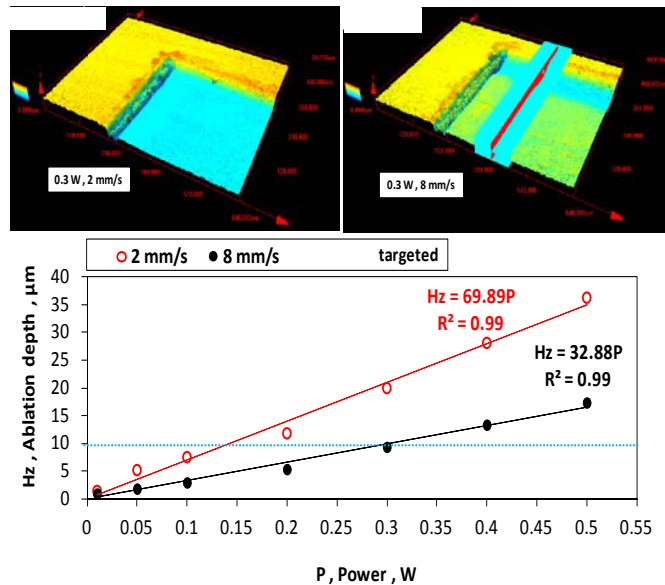 0.3 W , 2 mm/s
0.3 W , 8 mm/s
2 mm/s
8 mm/s
targeted
40
35
30
25
20
15
10
5
0
Hz , Ablation depth , µm
Hz = 69.89P
R² = 0.99
Hz = 32.88P
R² = 0.99
0 0.05 0.1 0.15 0.2 0.25 0.3 0.35 0.4 0.45 0.5 0.55
P , Power , W